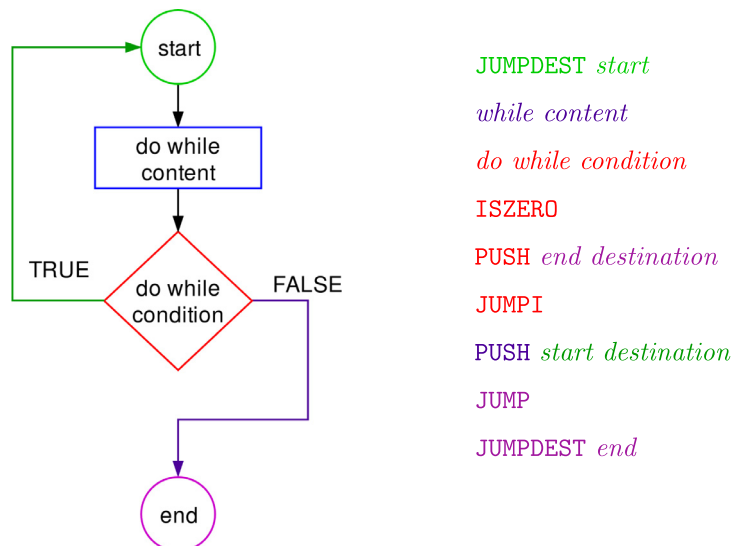 start
do while
content
TRUE
FALSE
do while
condition
end
JUMPDEST start
while content
do while condition
ISZERO
PUSH end destination
JUMPI
PUSH start destination
JUMP
JUMPDEST end